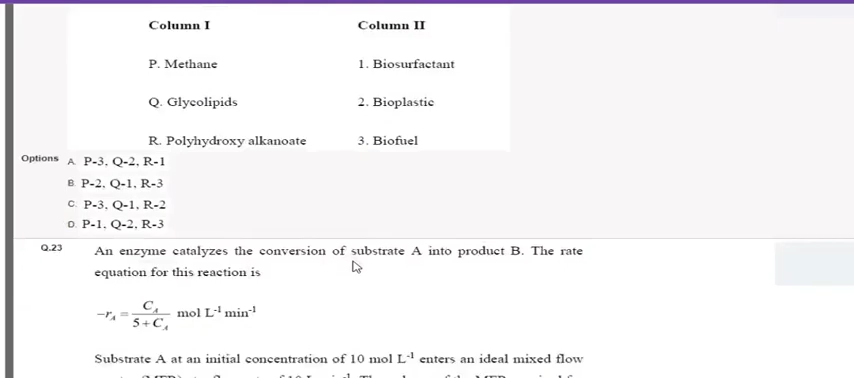 Column I Column II
P. Methane 1. Biosurfactant
Q. Glycolipids 2. Bioplastic
R. Polyhydroxy alkanoate 3. Biofuel
Options A. P-3, Q-2, R-1
B. P-2, Q-1, R-3
C. P-3, Q-1, R-2
D. P-1, Q-2, R-3
Q.23 An enzyme catalyzes the conversion of substrate A into product B. The rate
equation for this reaction is
−r_A = C_A / (5 + C_A) mol L⁻¹ min⁻¹
Substrate A at an initial concentration of 10 mol L⁻¹ enters an ideal mixed flow